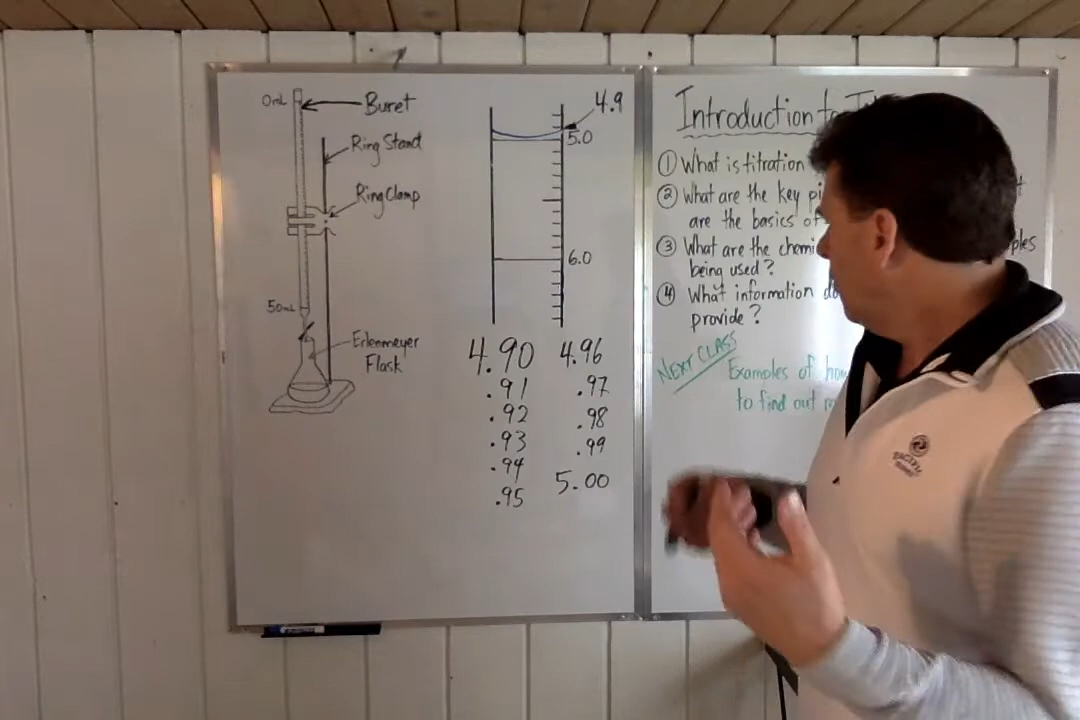 0mL
Buret
Ring Stand
Ring Clamp
50mL
Erlenmeyer
Flask
4.9
5.0
6.0
4.90
.91
.92
.93
.94
.95
4.96
.97
.98
.99
5.00
Introduction to
① What is titration
② What are the key
are the basics of
③ What are the
being used?
④ What information
provide?
NEXT CLASS
Examples of
to find out